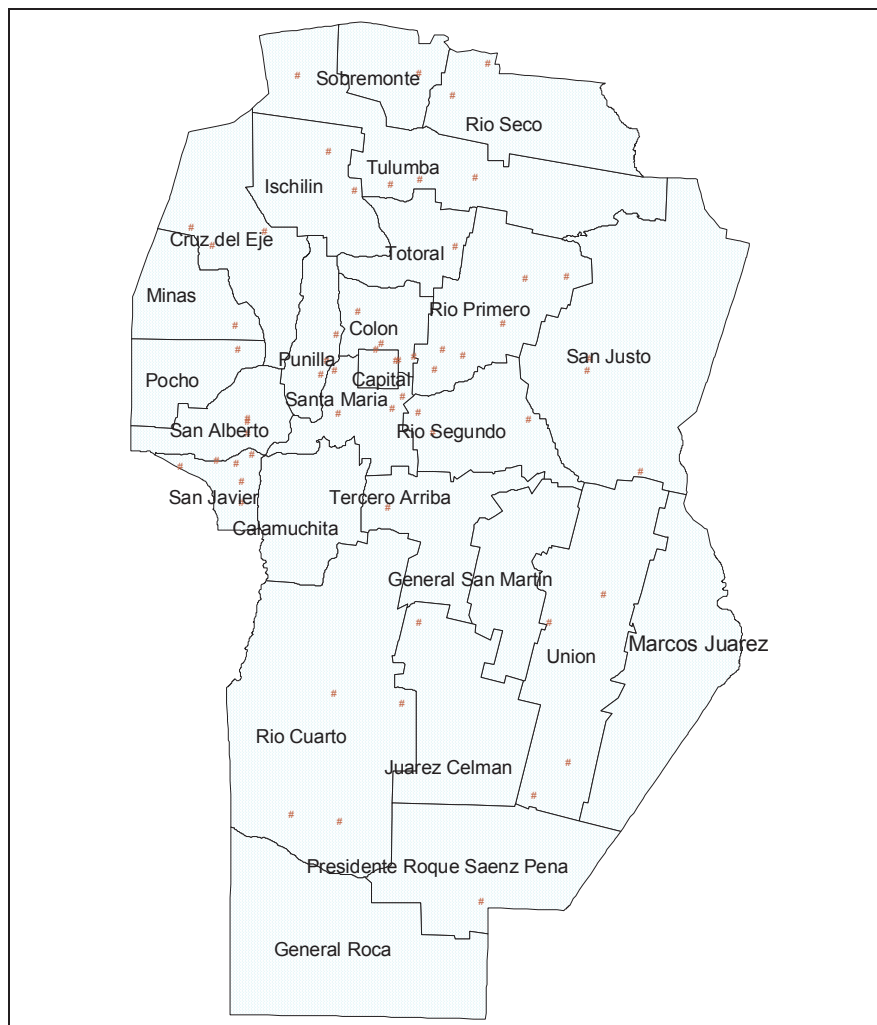 Sobremonte
Rio Seco
Tulumba
Ischilin
Cruz del Eje
Totoral
Minas
Rio Primero
Colon
San Justo
Punilla
Pocho
Capital
Santa Maria
San Alberto
Rio Segundo
San Javier
Tercero Arriba
Calamuchita
General San Martín
Marcos Juarez
Union
Rio Cuarto
Juarez Celman
Presidente Roque Saenz Pena
General Roca